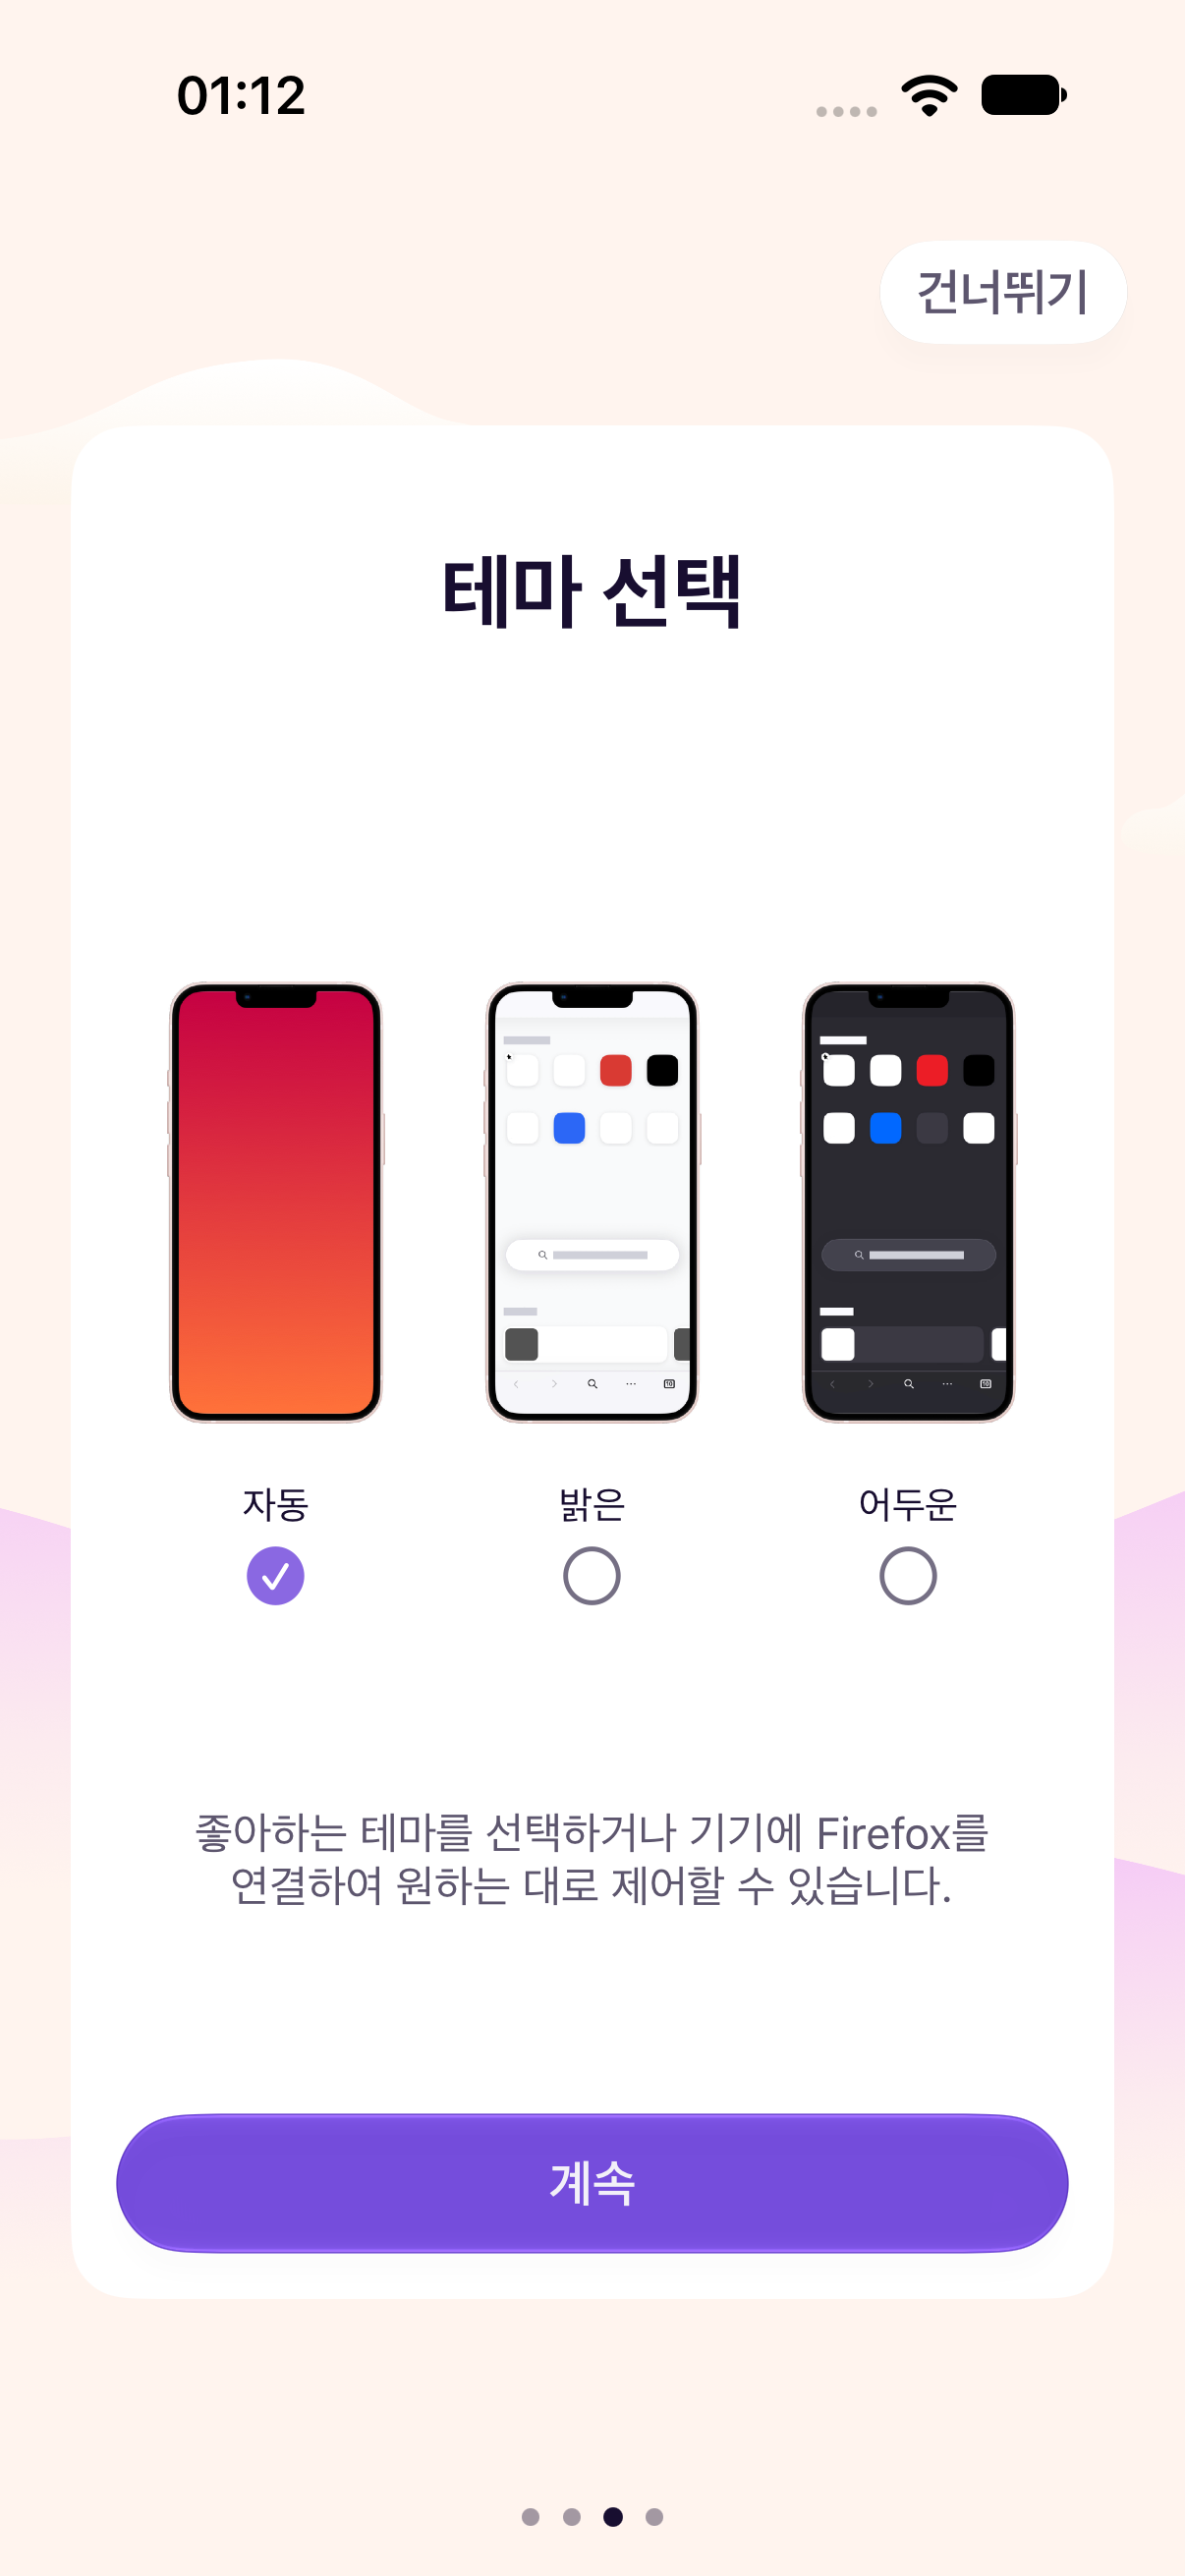 01:12
건너뛰기
테마 선택
자동
밝은
어두운
좋아하는 테마를 선택하거나 기기에 Firefox를
연결하여 원하는 대로 제어할 수 있습니다.
계속